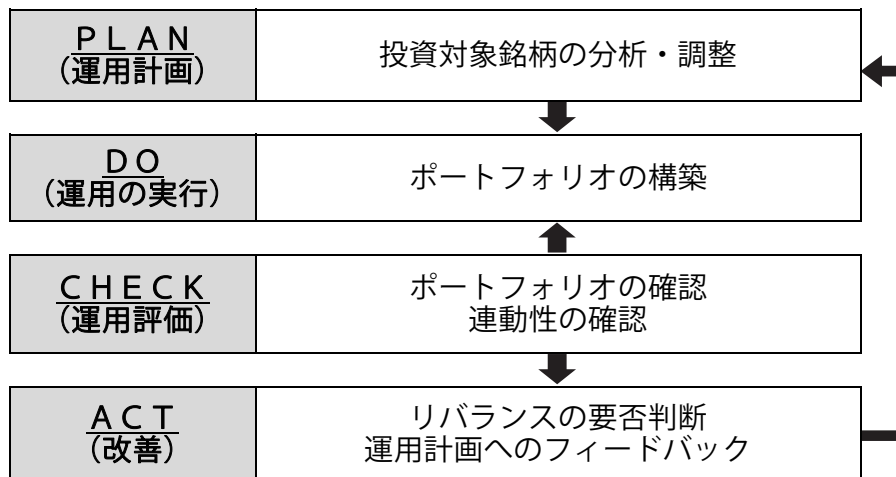 PLAN
(運用計画)
投資対象銘柄の分析・調整
DO
(運用の実行)
ポートフォリオの構築
CHECK
(運用評価)
ポートフォリオの確認
連動性の確認
ACT
(改善)
リバランスの要否判断
運用計画へのフィードバック